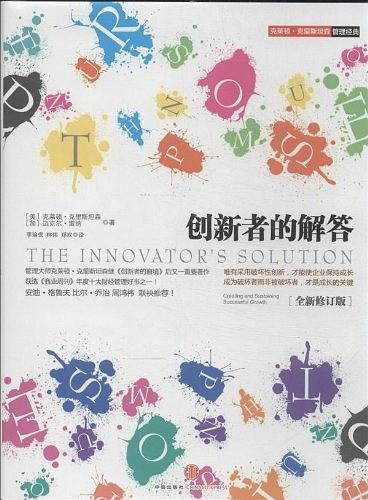 克莱顿·克里斯坦森 管理经典
[美] 克莱顿·克里斯坦森
[加] 迈克尔·雷纳 著
李瑜偲 林伟 郑欢·译
创新者的解答
THE INNOVATOR'S SOLUTION
管理大师克莱顿·克里斯坦森继《创新者的窘境》后又一重要著作
获选《商业周刊》年度十大财经管理好书之一！
安迪·格鲁夫 比尔·乔治 周鸿祎 联袂推荐！
唯有采用破坏性创新，才能使企业保持成长
成为破坏者而非被破坏者，才是成长的关键
Creating and Sustaining
Successful Growth
[全新修订版]
中信出版社·CHINA CITIC PRESS